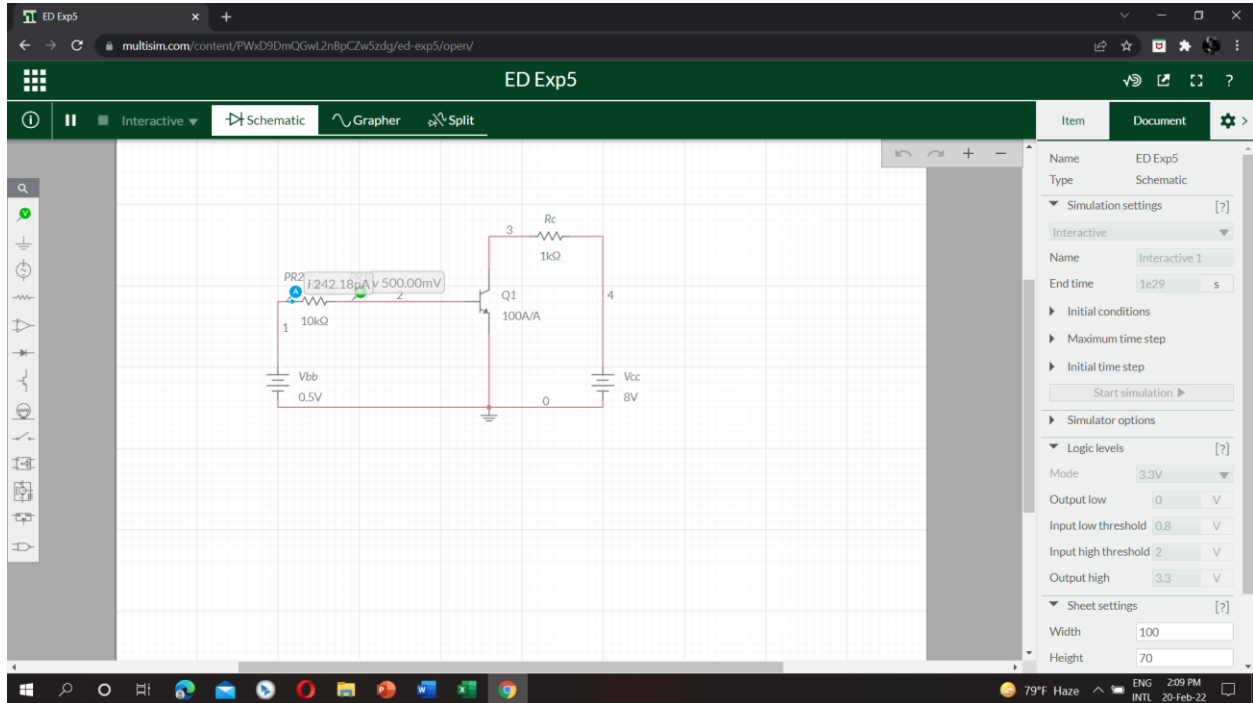 ED Exp5
multisim.com/content/PWxD9DmQGwL2nBpCZw5zdg/ed-exp5/open/
ED Exp5
Interactive
Schematic
Grapher
Split
Item
Document
Name ED Exp5
Type Schematic
Simulation settings [?]
Interactive
Name Interactive 1
End time 1e29 s
Initial conditions
Maximum time step
Initial time step
Start simulation
Simulator options
Logic levels [?]
Mode 3.3V
Output low 0 V
Input low threshold 0.8 V
Input high threshold 2 V
Output high 3.3 V
Sheet settings [?]
Width 100
Height 70
Rc
3
1kΩ
PR2
i 242.18pA
v 500.00mV
2
10kΩ
1
Q1
100A/A
4
Vbb
0.5V
Vcc
8V
0
79°F Haze
ENG
INTL
2:09 PM
20-Feb-22